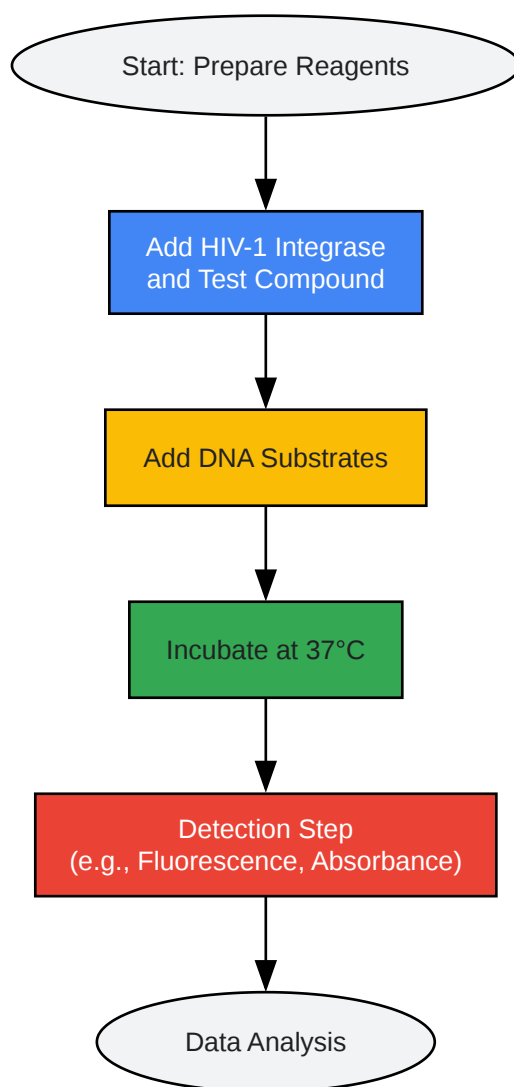 Start: Prepare Reagents
Add HIV-1 Integrase
and Test Compound
Add DNA Substrates
Incubate at 37°C
Detection Step
(e.g., Fluorescence, Absorbance)
Data Analysis